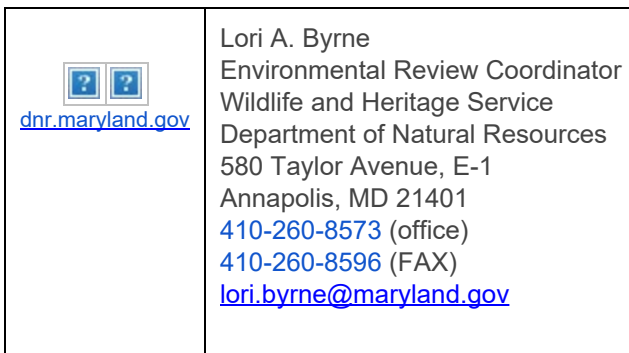 dnr.maryland.gov
Lori A. Byrne
Environmental Review Coordinator
Wildlife and Heritage Service
Department of Natural Resources
580 Taylor Avenue, E-1
Annapolis, MD 21401
410-260-8573 (office)
410-260-8596 (FAX)
lori.byrne@maryland.gov